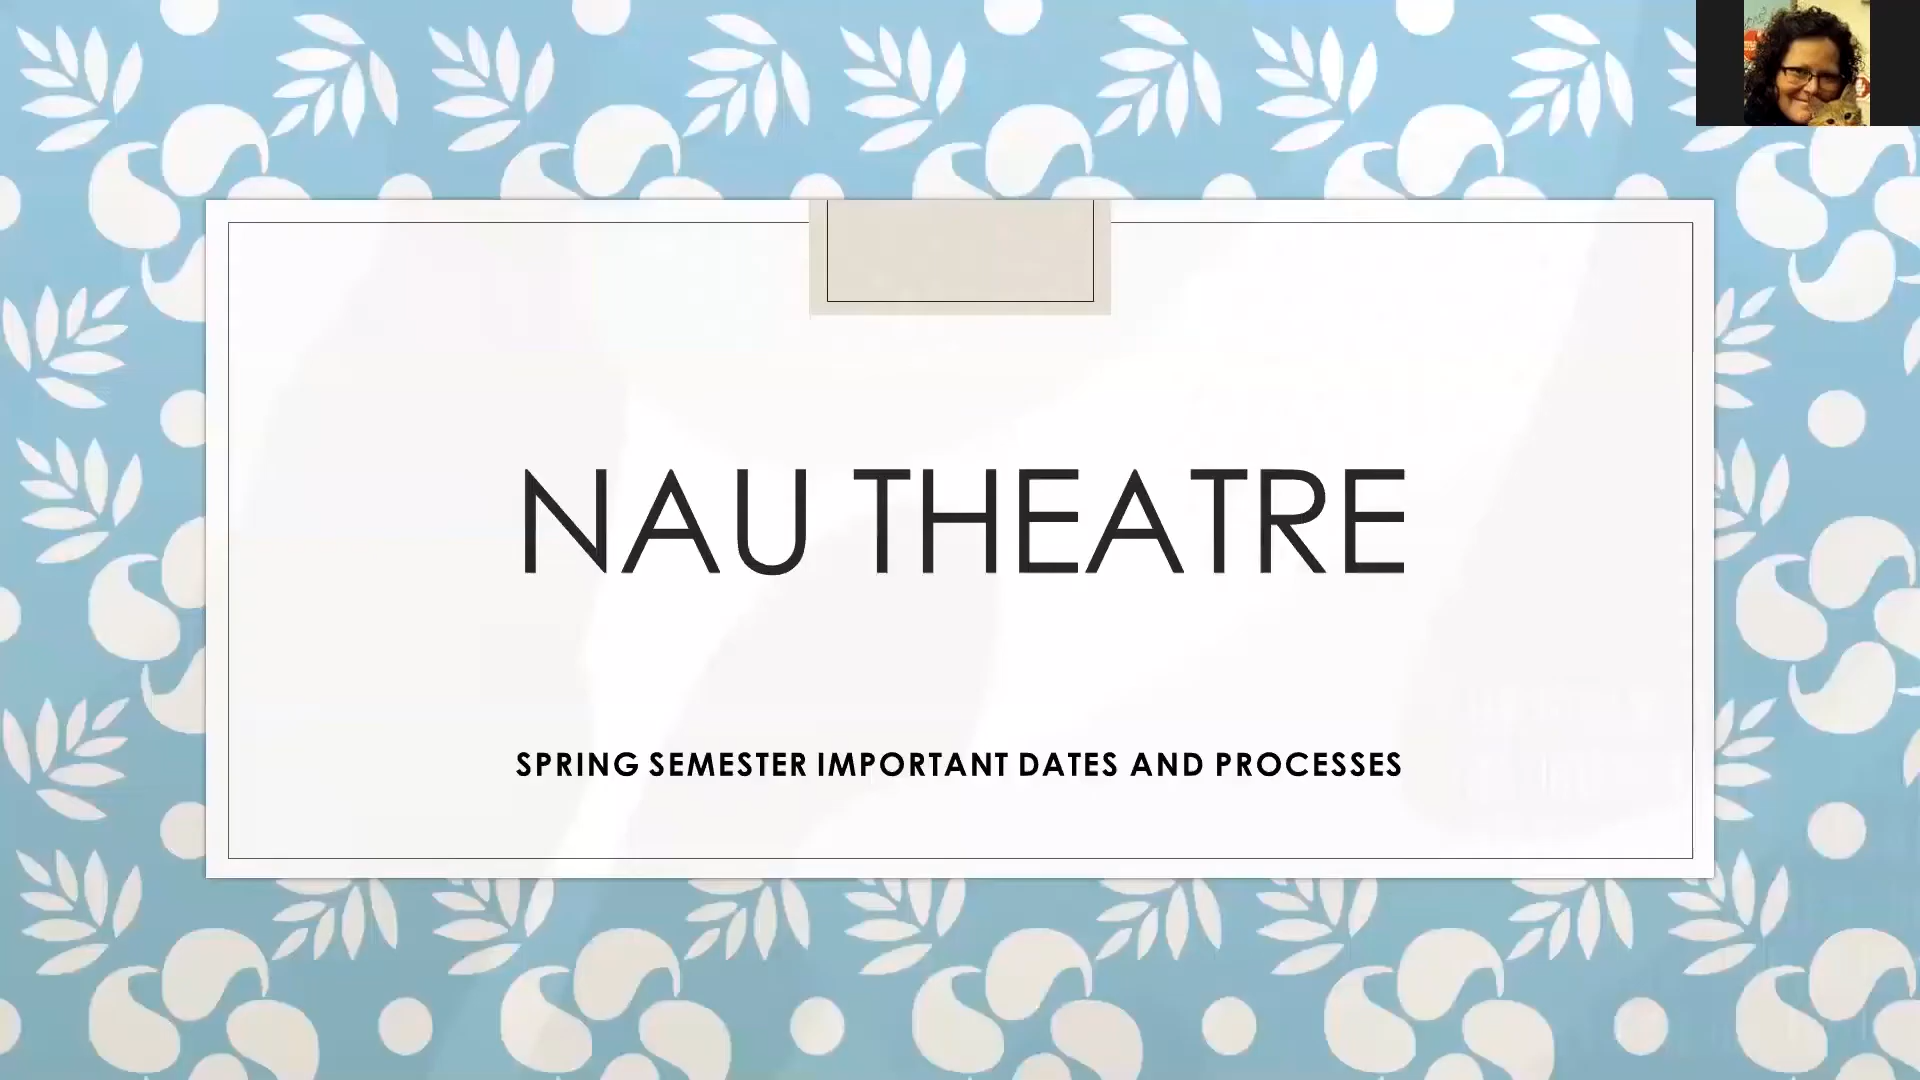 NAU THEATRE
SPRING SEMESTER IMPORTANT DATES AND PROCESSES